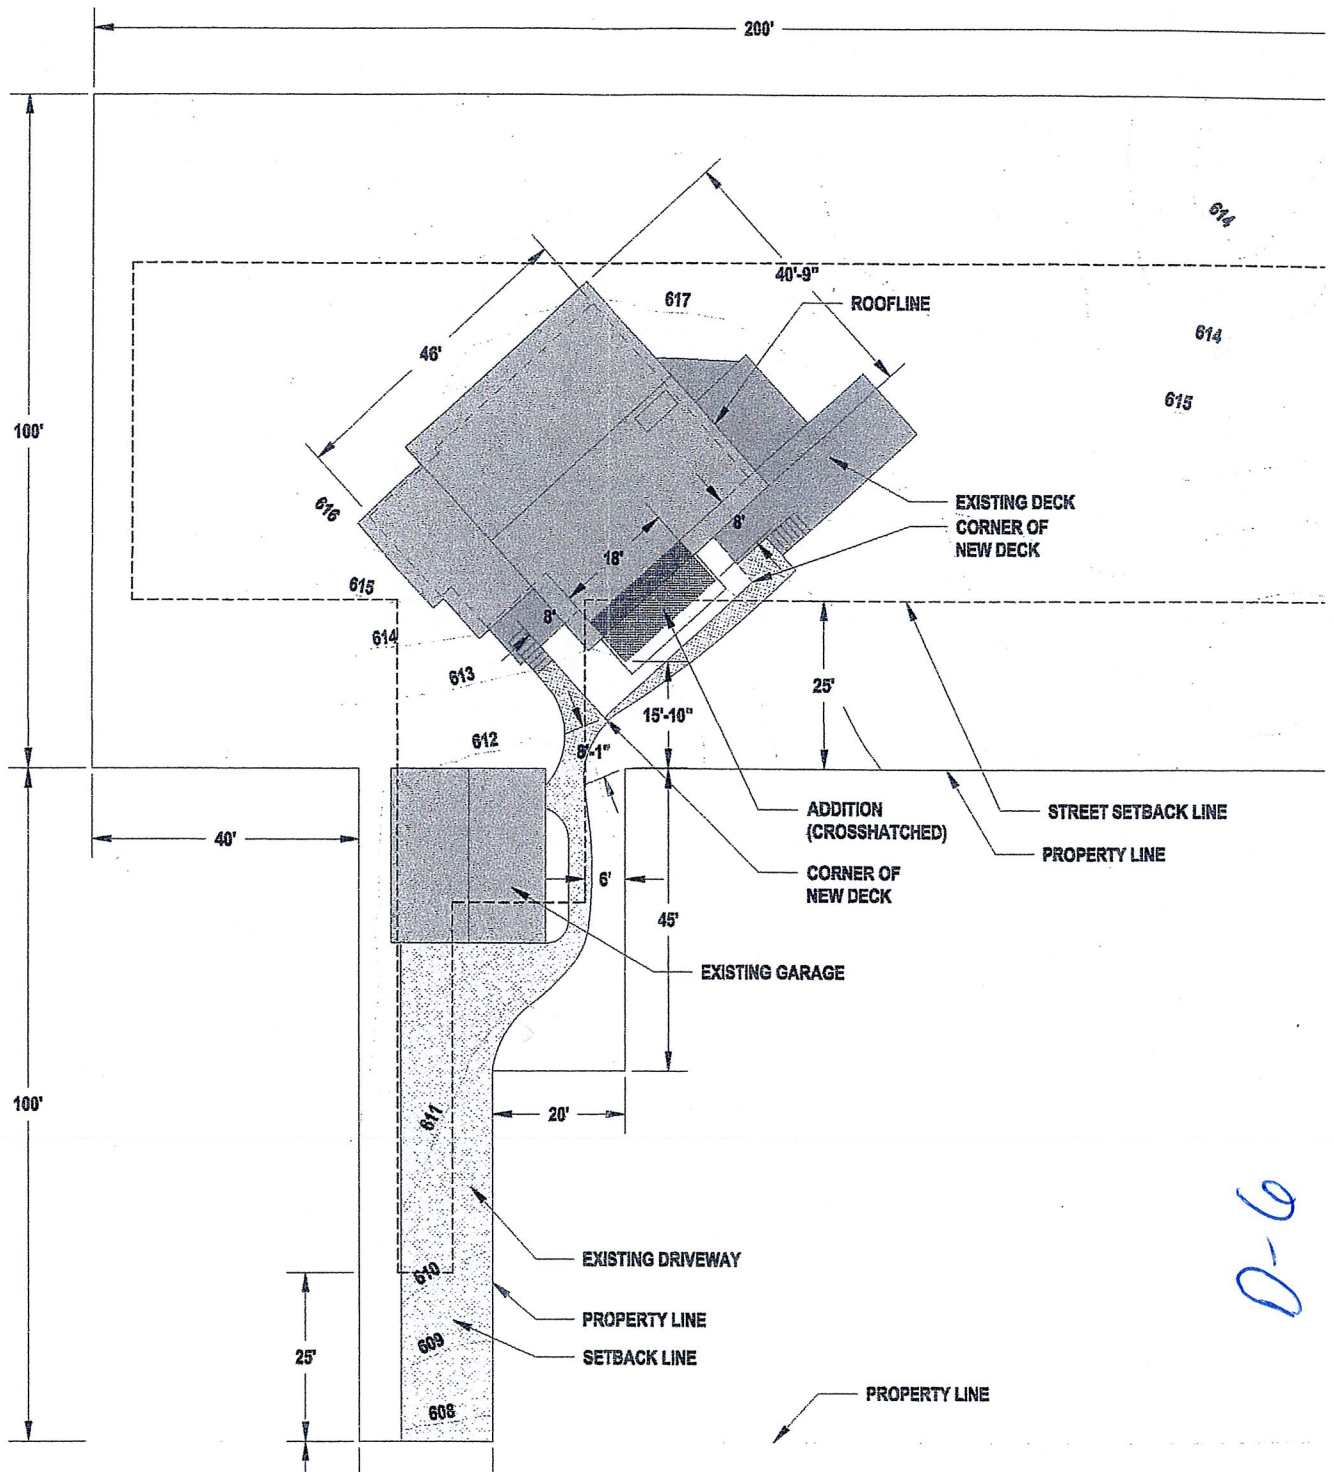 200'
40'-9"
614
617
ROOFLINE
46'
614
615
100'
616
EXISTING DECK
CORNER OF
NEW DECK
8'
18'
615
8'
614
613
25'
15'-10"
612
8'-1"
ADDITION
(CROSSHATCHED)
STREET SETBACK LINE
40'
PROPERTY LINE
CORNER OF
NEW DECK
6'
45'
EXISTING GARAGE
100'
611
20'
D-6
EXISTING DRIVEWAY
610
PROPERTY LINE
609
25'
SETBACK LINE
PROPERTY LINE
608